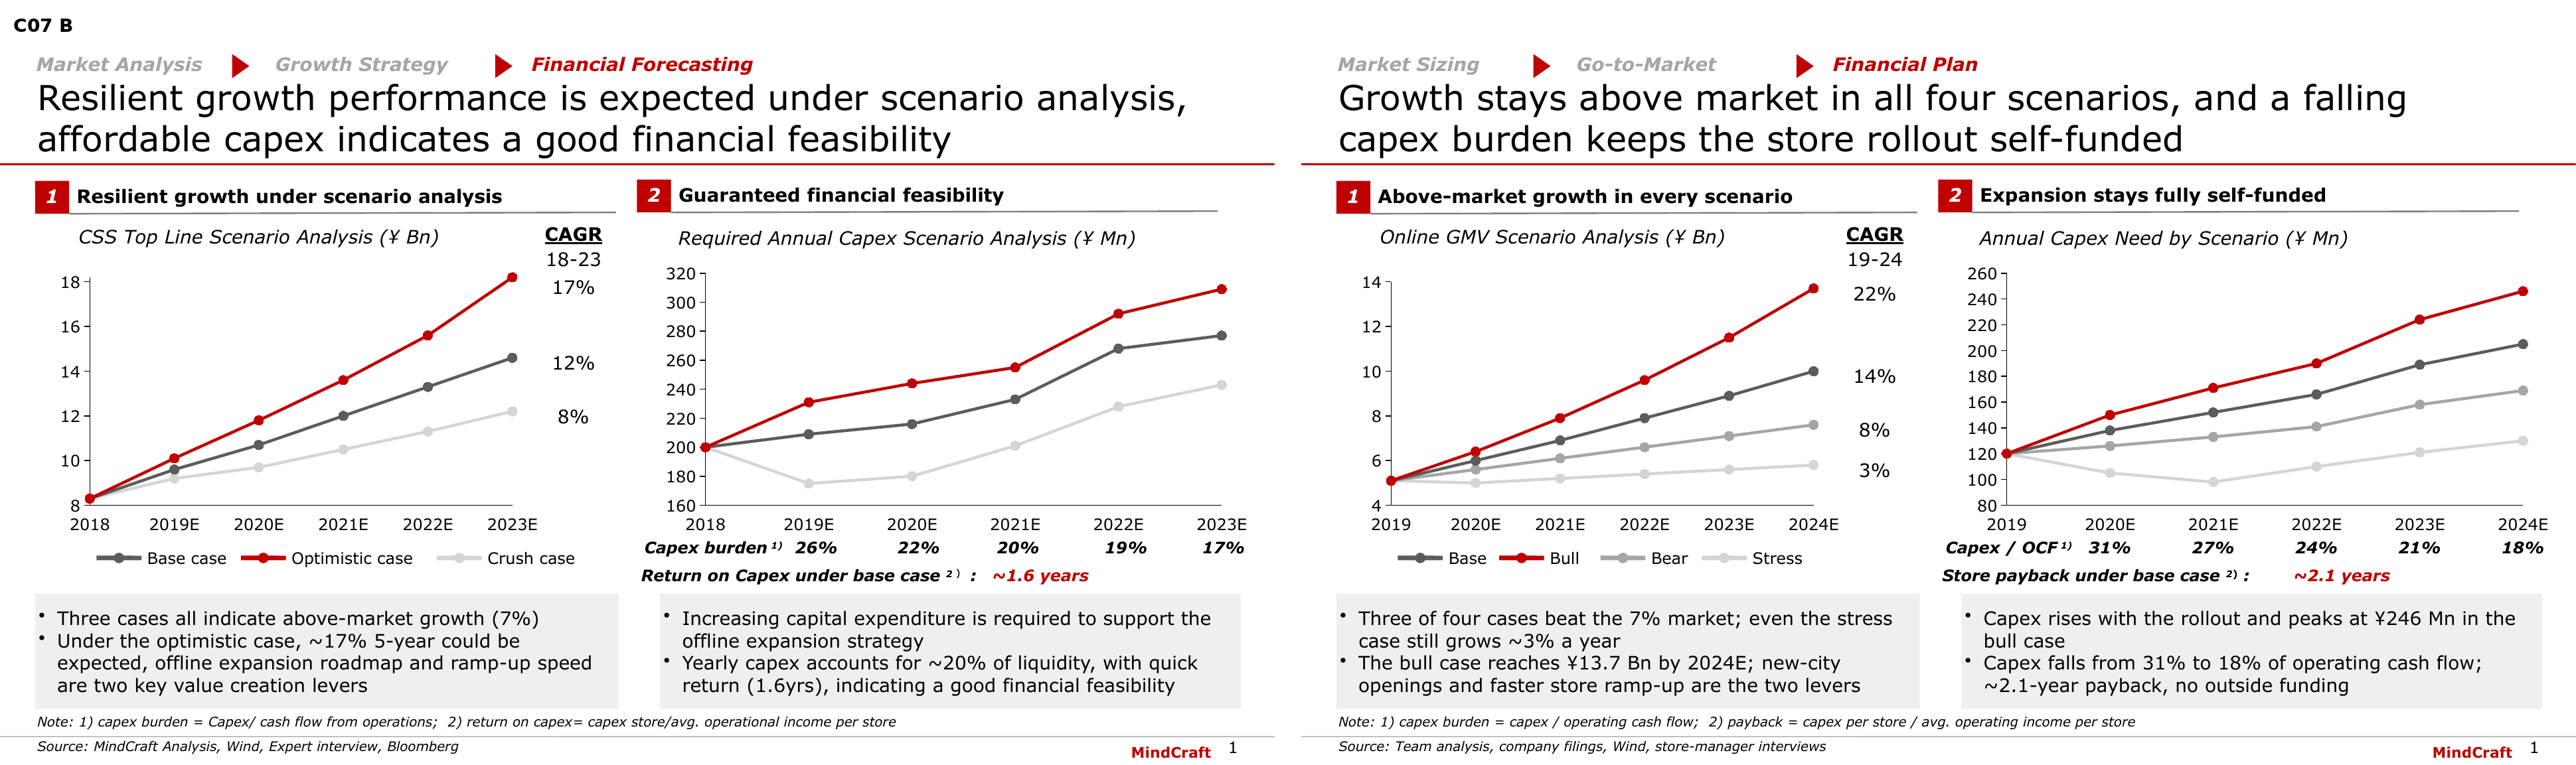 C07 B
Market Analysis
Growth Strategy
Financial Forecasting
Resilient growth performance is expected under scenario analysis,
affordable capex indicates a good financial feasibility
1 Resilient growth under scenario analysis
CSS Top Line Scenario Analysis (¥ Bn)
CAGR
18-23
17%
12%
8%
18
16
14
12
10
8
2018 2019E 2020E 2021E 2022E 2023E
Base case Optimistic case Crush case
• Three cases all indicate above-market growth (7%)
• Under the optimistic case, ~17% 5-year could be
expected, offline expansion roadmap and ramp-up speed
are two key value creation levers
2 Guaranteed financial feasibility
Required Annual Capex Scenario Analysis (¥ Mn)
320
300
280
260
240
220
200
180
160
2018 2019E 2020E 2021E 2022E 2023E
Capex burden 1) 26% 22% 20% 19% 17%
Return on Capex under base case 2) : ~1.6 years
• Increasing capital expenditure is required to support the
offline expansion strategy
• Yearly capex accounts for ~20% of liquidity, with quick
return (1.6yrs), indicating a good financial feasibility
Note: 1) capex burden = Capex/ cash flow from operations; 2) return on capex= capex store/avg. operational income per store
Source: MindCraft Analysis, Wind, Expert interview, Bloomberg
MindCraft 1
Market Sizing
Go-to-Market
Financial Plan
Growth stays above market in all four scenarios, and a falling
capex burden keeps the store rollout self-funded
1 Above-market growth in every scenario
Online GMV Scenario Analysis (¥ Bn)
CAGR
19-24
22%
14%
8%
3%
14
12
10
8
6
4
2019 2020E 2021E 2022E 2023E 2024E
Base Bull Bear Stress
• Three of four cases beat the 7% market; even the stress
case still grows ~3% a year
• The bull case reaches ¥13.7 Bn by 2024E; new-city
openings and faster store ramp-up are the two levers
2 Expansion stays fully self-funded
Annual Capex Need by Scenario (¥ Mn)
260
240
220
200
180
160
140
120
100
80
2019 2020E 2021E 2022E 2023E 2024E
Capex / OCF 1) 31% 27% 24% 21% 18%
Store payback under base case 2) : ~2.1 years
• Capex rises with the rollout and peaks at ¥246 Mn in the
bull case
• Capex falls from 31% to 18% of operating cash flow;
~2.1-year payback, no outside funding
Note: 1) capex burden = capex / operating cash flow; 2) payback = capex per store / avg. operating income per store
Source: Team analysis, company filings, Wind, store-manager interviews
MindCraft 1